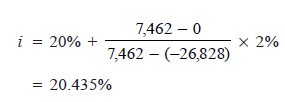 i = 20% + 7,462 – 0 / 7,462 – (–26,828) × 2%
= 20.435%